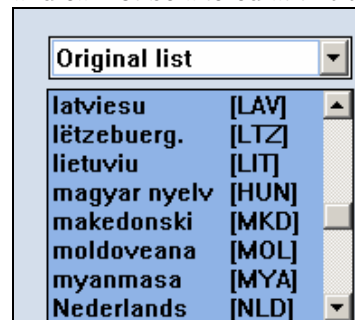 Original list
latviesu [LAV]
lëtzebuerg. [LTZ]
lietuviu [LIT]
magyar nyelv [HUN]
makedonski [MKD]
moldoveana [MOL]
myanmasa [MYA]
Nederlands [NLD]